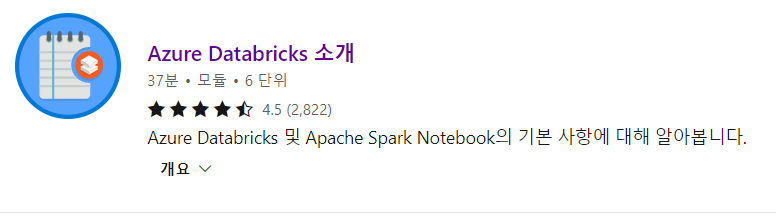 Azure Databricks 소개
37분 • 모듈 • 6 단위
4.5 (2,822)
Azure Databricks 및 Apache Spark Notebook의 기본 사항에 대해 알아봅니다.
개요